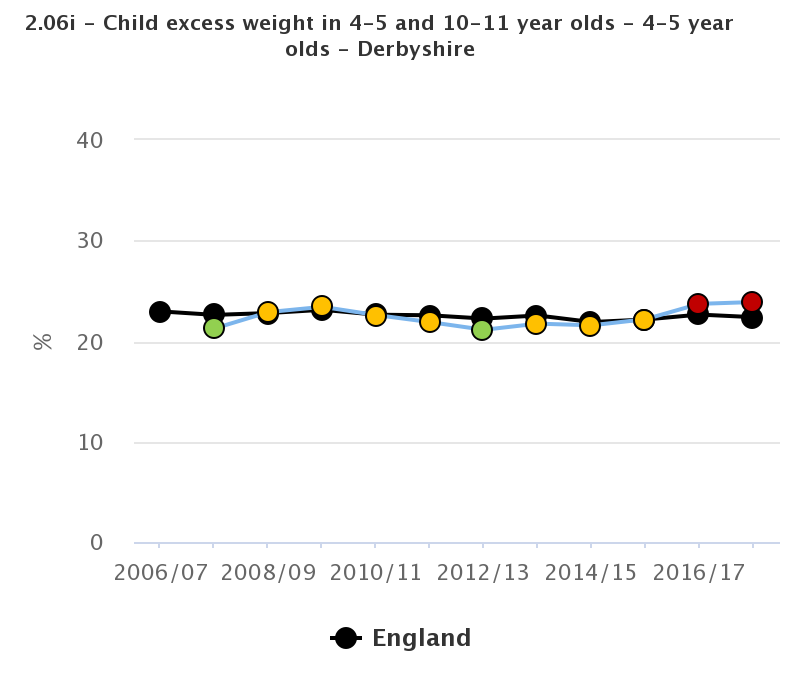 2.06i – Child excess weight in 4–5 and 10–11 year olds – 4–5 year
olds – Derbyshire
40
30
%
20
10
0
2006/07 2008/09 2010/11 2012/13 2014/15 2016/17
England